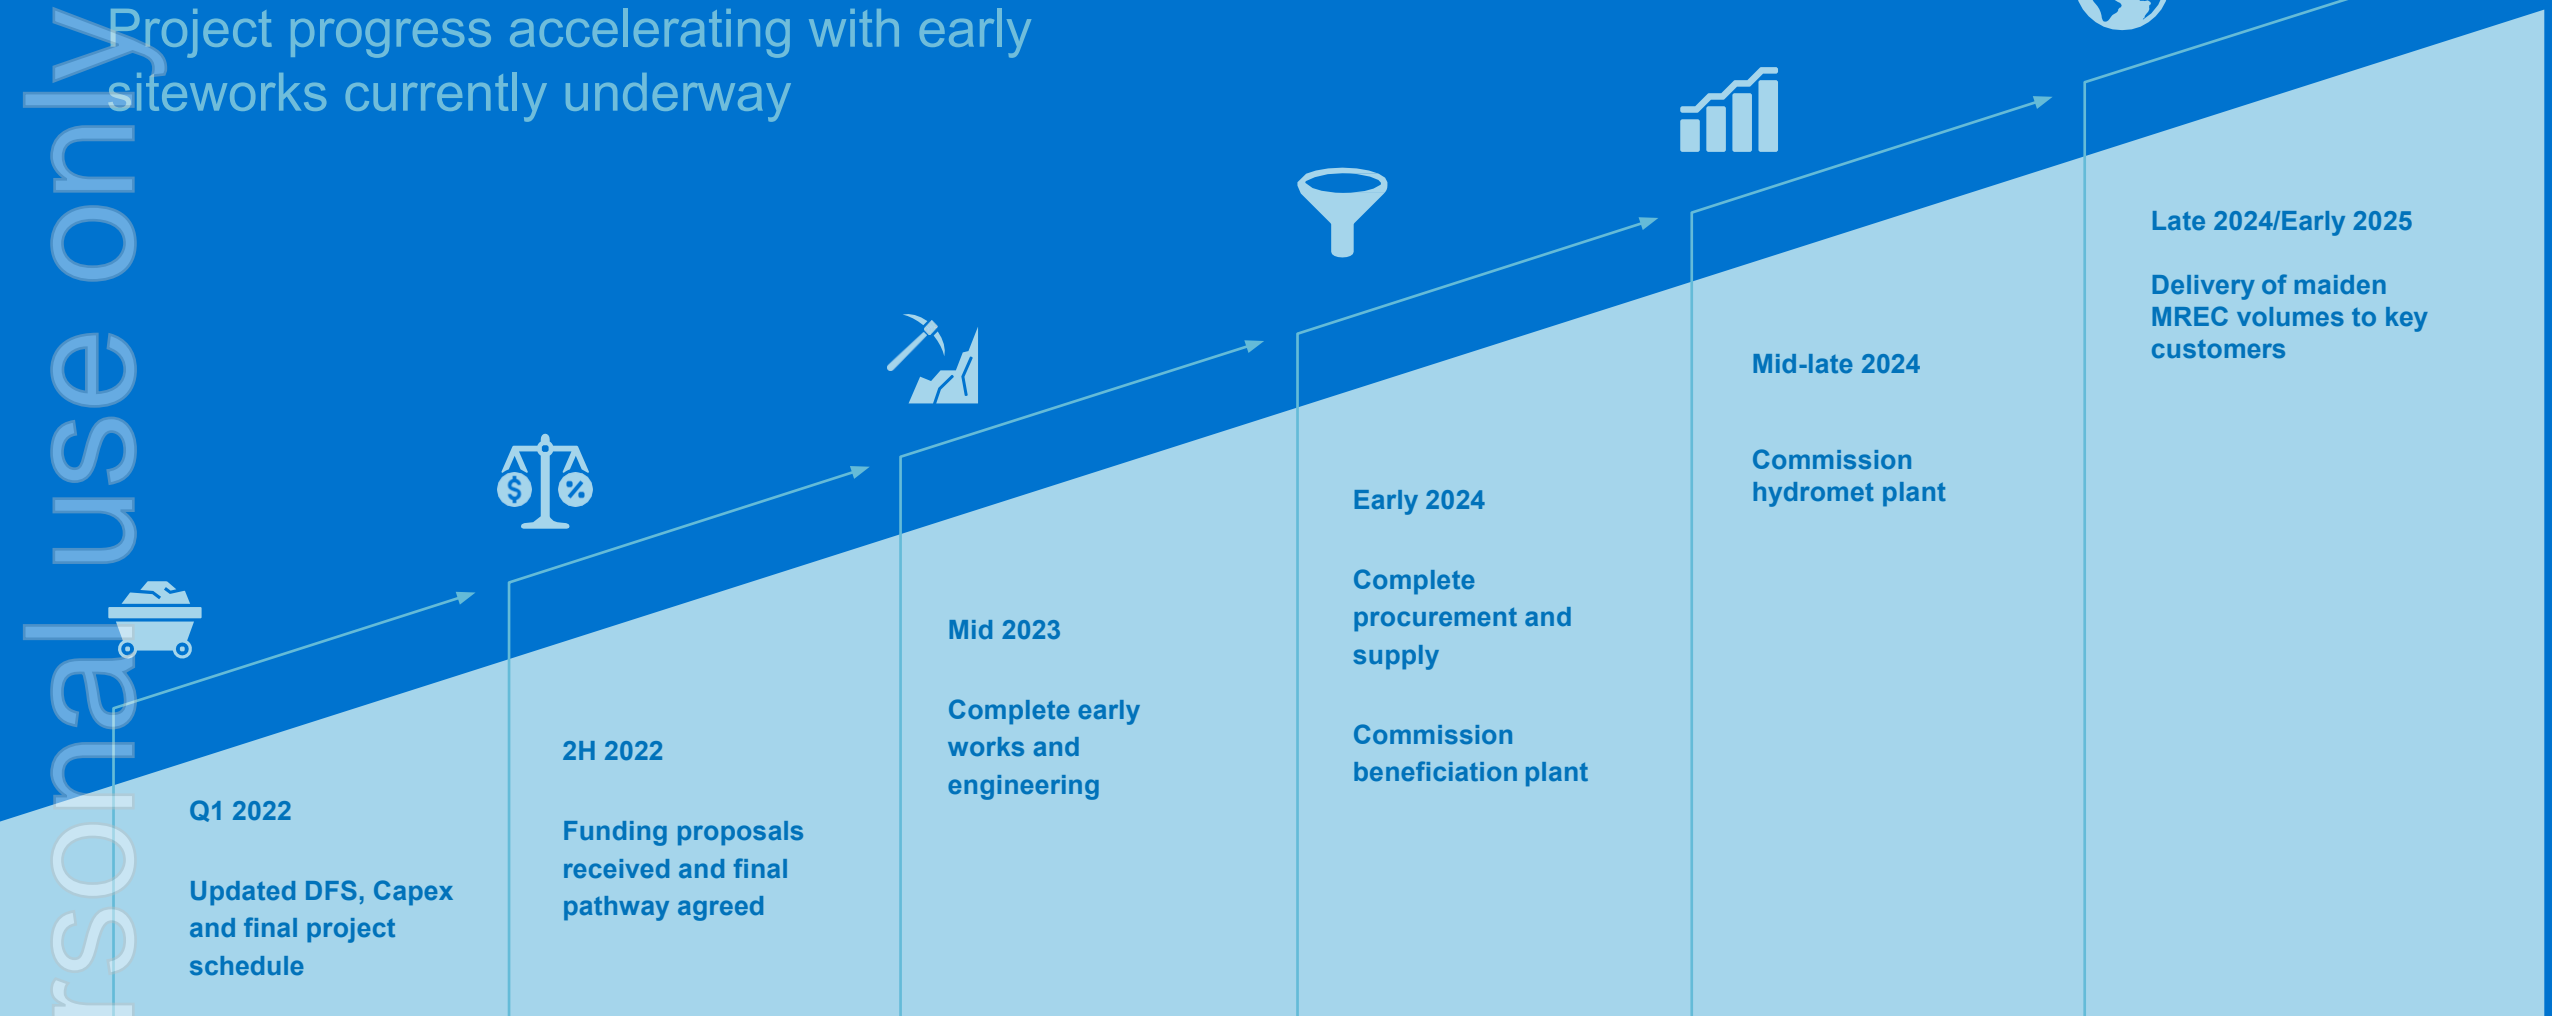 Project progress accelerating with early
siteworks currently underway
Q1 2022
Updated DFS, Capex
and final project
schedule
2H 2022
Funding proposals
received and final
pathway agreed
Mid 2023
Complete early
works and
engineering
Early 2024
Complete
procurement and
supply
Commission
beneficiation plant
Mid-late 2024
Commission
hydromet plant
Late 2024/Early 2025
Delivery of maiden
MREC volumes to key
customers
$
%
rsonal use only